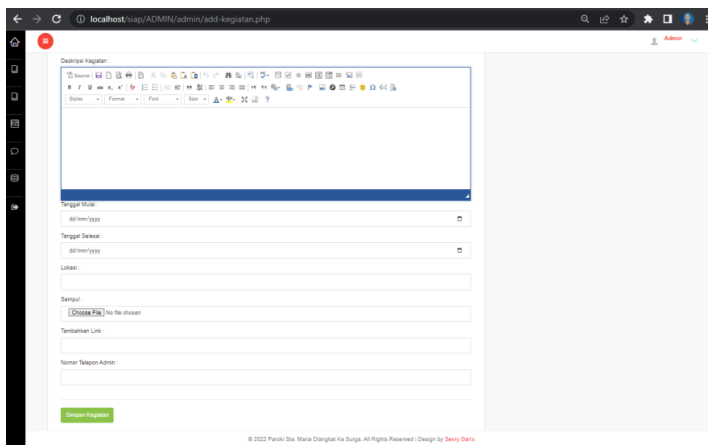 localhost/siap/ADMIN/admin/add-kegiatan.php
Admin
Deskripsi Kegiatan :
Source
Styles Format Font Size
Tanggal Mulai :
dd/mm/yyyy
Tanggal Selesai :
dd/mm/yyyy
Lokasi :
Sampul :
Choose File No file chosen
Tambahkan Link :
Nomor Telepon Admin :
Simpan Kegiatan
© 2022 Paroki Sta. Maria Diangkat Ke Surga. All Rights Reserved | Design by Sevry Garis.